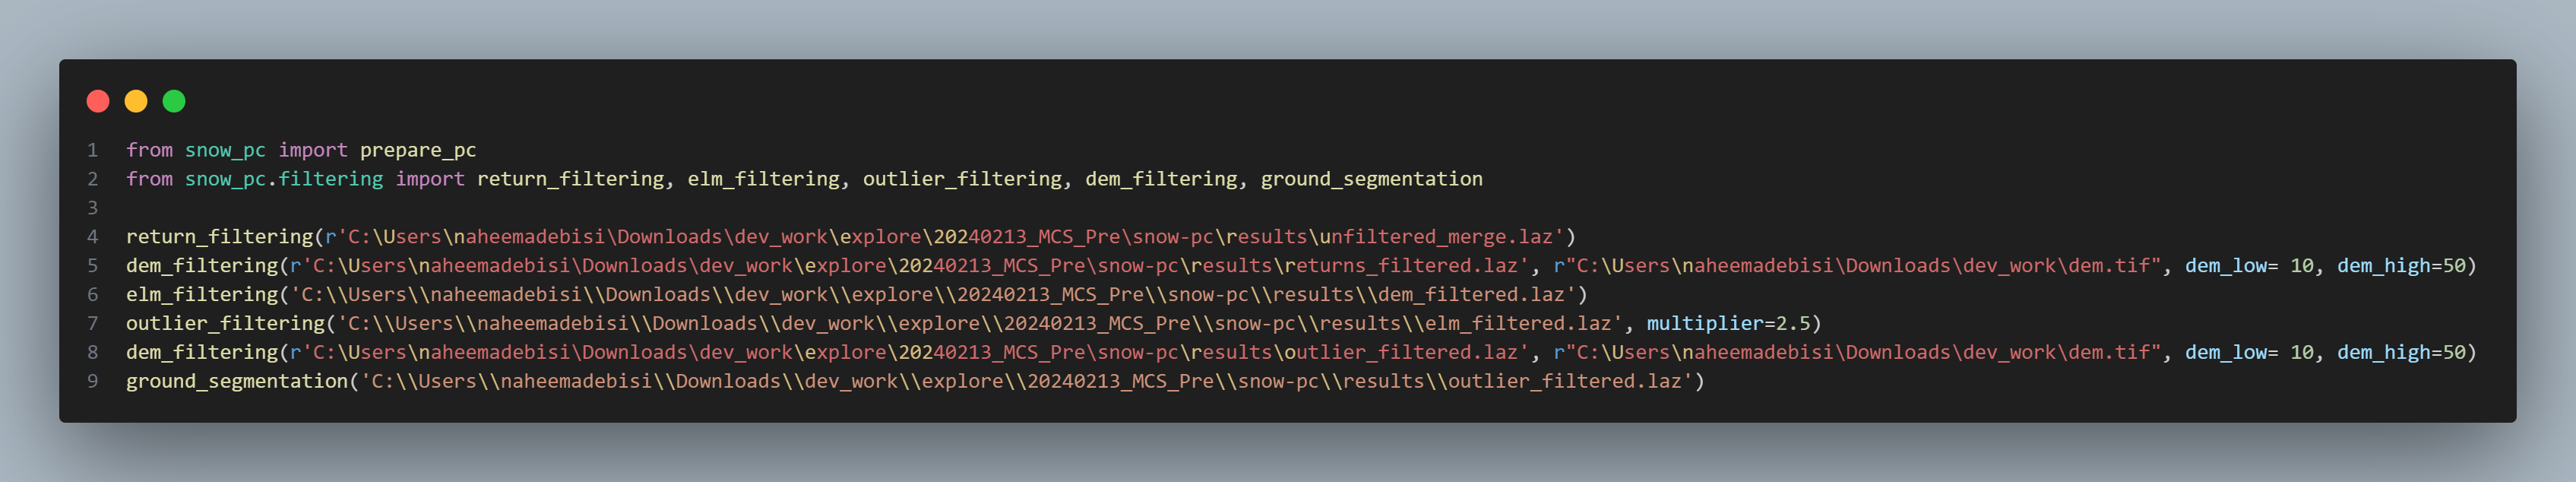 1 from snow_pc import prepare_pc
2 from snow_pc.filtering import return_filtering, elm_filtering, outlier_filtering, dem_filtering, ground_segmentation
3
4 return_filtering(r'C:\Users\naheemadebisi\Downloads\dev_work\explore\20240213_MCS_Pre\snow-pc\results\unfiltered_merge.laz')
5 dem_filtering(r'C:\Users\naheemadebisi\Downloads\dev_work\explore\20240213_MCS_Pre\snow-pc\results\returns_filtered.laz', r"C:\Users\naheemadebisi\Downloads\dev_work\dem.tif", dem_low= 10, dem_high=50)
6 elm_filtering('C:\\Users\\naheemadebisi\\Downloads\\dev_work\\explore\\20240213_MCS_Pre\\snow-pc\\results\\dem_filtered.laz')
7 outlier_filtering('C:\\Users\\naheemadebisi\\Downloads\\dev_work\\explore\\20240213_MCS_Pre\\snow-pc\\results\\elm_filtered.laz', multiplier=2.5)
8 dem_filtering(r'C:\Users\naheemadebisi\Downloads\dev_work\explore\20240213_MCS_Pre\snow-pc\results\outlier_filtered.laz', r"C:\Users\naheemadebisi\Downloads\dev_work\dem.tif", dem_low= 10, dem_high=50)
9 ground_segmentation('C:\\Users\\naheemadebisi\\Downloads\\dev_work\\explore\\20240213_MCS_Pre\\snow-pc\\results\\outlier_filtered.laz')